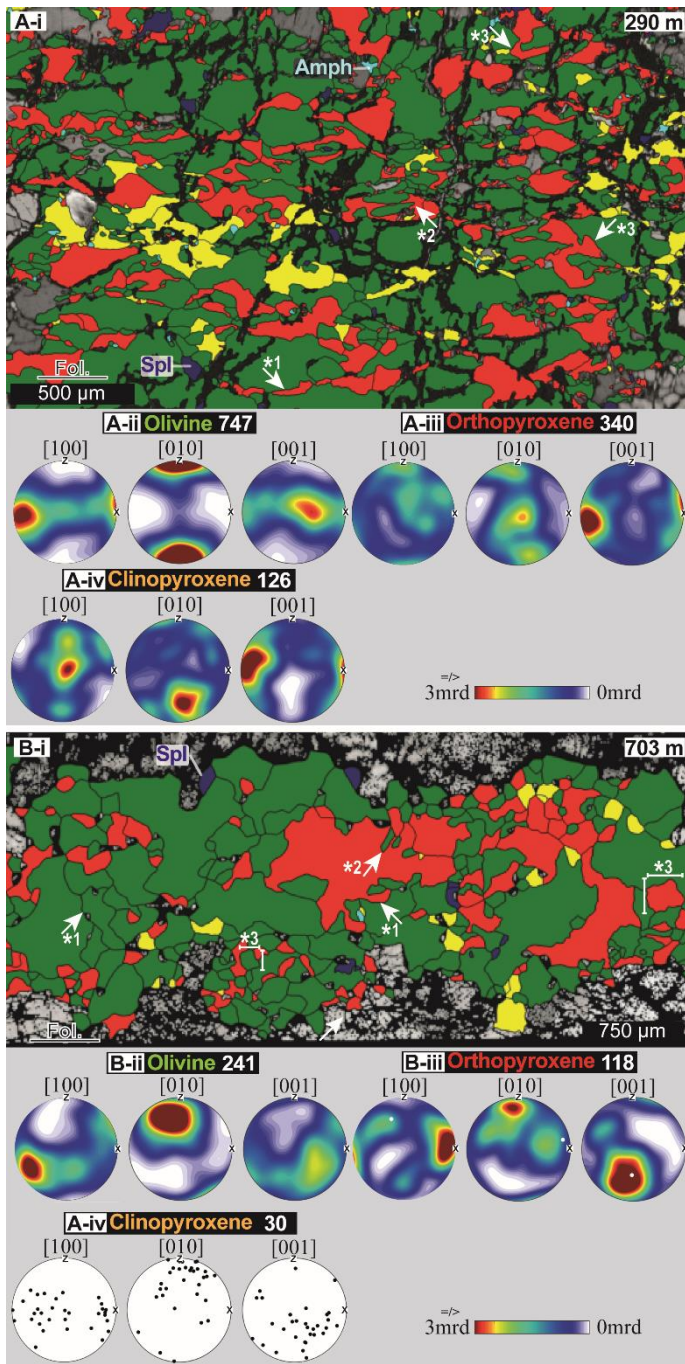 A-i 290 m
*3
Amph
*2
*3
Spl
*1
Fol.
500 µm
A-ii Olivine 747 A-iii Orthopyroxene 340
[100] [010] [001] [100] [010] [001]
z z z z
x x x x x x
A-iv Clinopyroxene 126
[100] [010] [001]
z z
x x
=/>
3mrd 0mrd
B-i 703 m
Spl
*2
*3
*1
*1
*3
Fol.
750 µm
B-ii Olivine 241 B-iii Orthopyroxene 118
[100] [010] [001] [100] [010] [001]
z z z z
x x x x x x
A-iv Clinopyroxene 30
[100] [010] [001]
z z z
x x x
=/>
3mrd 0mrd